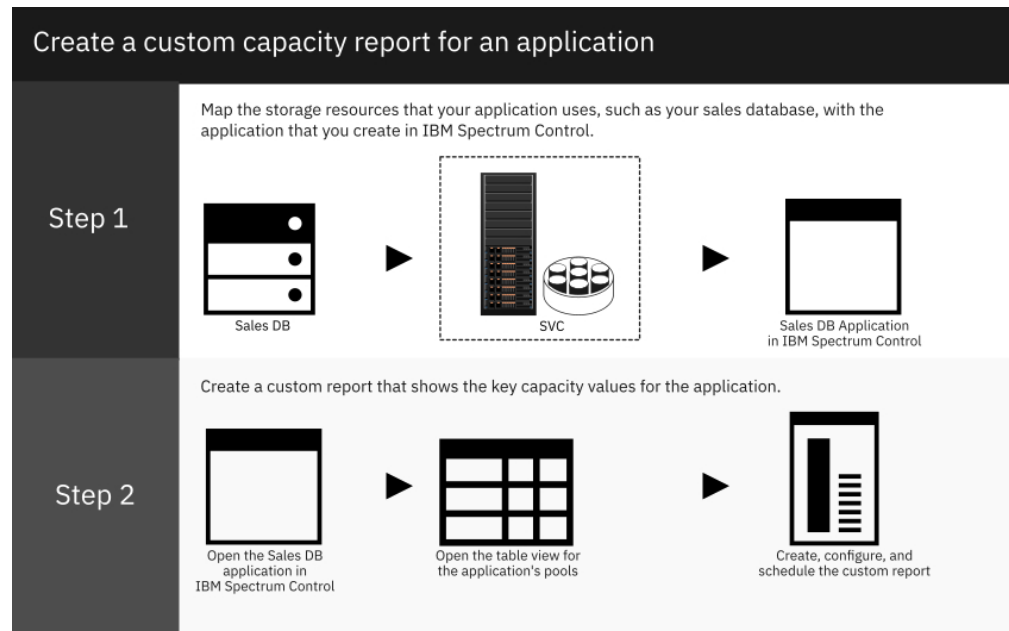 Create a custom capacity report for an application
Step 1
Map the storage resources that your application uses, such as your sales database, with the
application that you create in IBM Spectrum Control.
Sales DB
SVC
Sales DB Application
in IBM Spectrum Control
Step 2
Create a custom report that shows the key capacity values for the application.
Open the Sales DB
application in
IBM Spectrum Control
Open the table view for
the application's pools
Create, configure, and
schedule the custom report